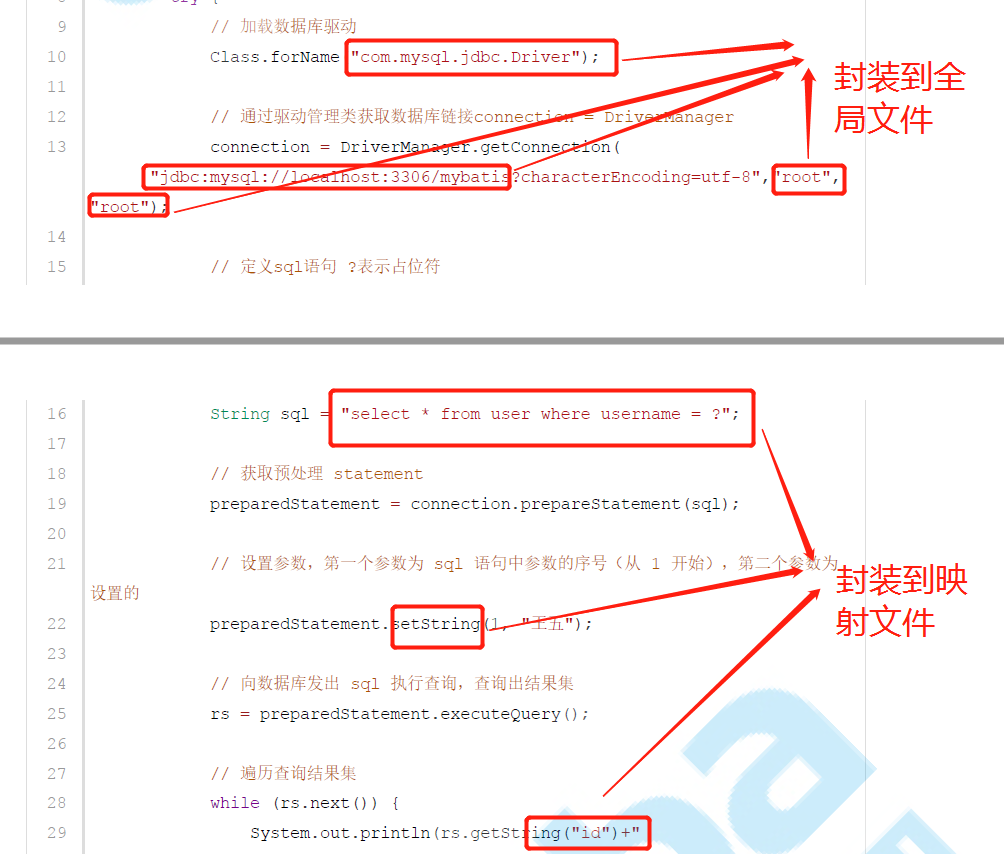 9 // 加载数据库驱动
10 Class.forName "com.mysql.jdbc.Driver");
封装到全
局文件
11
12 // 通过驱动管理类获取数据库链接connection = DriverManager
13 connection = DriverManager.getConnection(
"jdbc:mysql://localhost:3306/mybatis?characterEncoding=utf-8","root",
"root");
14
15 // 定义sql语句 ?表示占位符
16 String sql = "select * from user where username = ?";
17
18 // 获取预处理 statement
19 preparedStatement = connection.prepareStatement(sql);
20
21 // 设置参数，第一个参数为 sql 语句中参数的序号（从 1 开始），第二个参数为
设置的
封装到映
射文件
22 preparedStatement.setString(1, "王五");
23
24 // 向数据库发出 sql 执行查询，查询出结果集
25 rs = preparedStatement.executeQuery();
26
27 // 遍历查询结果集
28 while (rs.next()) {
29 System.out.println(rs.getString("id")+"